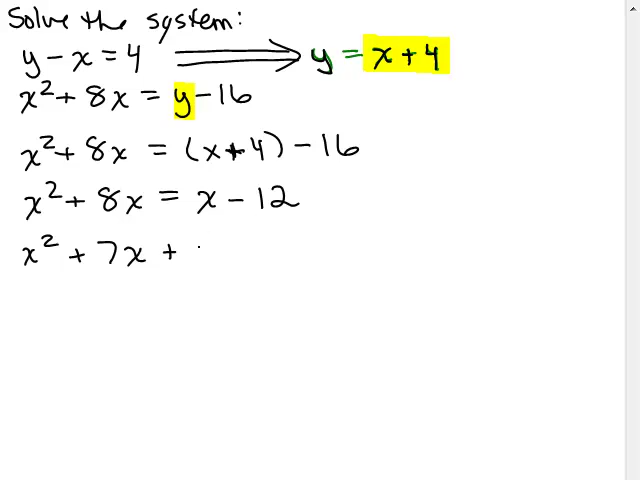 Solve the system:
y - x = 4 ⟹ y = x + 4
x² + 8x = y - 16
x² + 8x = (x + 4) - 16
x² + 8x = x - 12
x² + 7x +